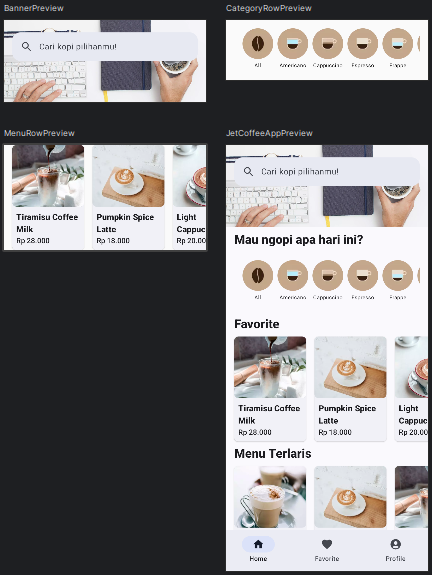 BannerPreview
Cari kopi pilihanmu!
CategoryRowPreview
All
Americano
Cappuccino
Espresso
Frappe
MenuRowPreview
Tiramisu Coffee
Milk
Rp 28.000
Pumpkin Spice
Latte
Rp 18.000
Light
Cappuc
Rp 20.00
JetCoffeeAppPreview
Cari kopi pilihanmu!
Mau ngopi apa hari ini?
All
Americano
Cappuccino
Espresso
Frappe
Favorite
Tiramisu Coffee
Milk
Rp 28.000
Pumpkin Spice
Latte
Rp 18.000
Light
Cappuc
Rp 20.00
Menu Terlaris
Home
Favorite
Profile